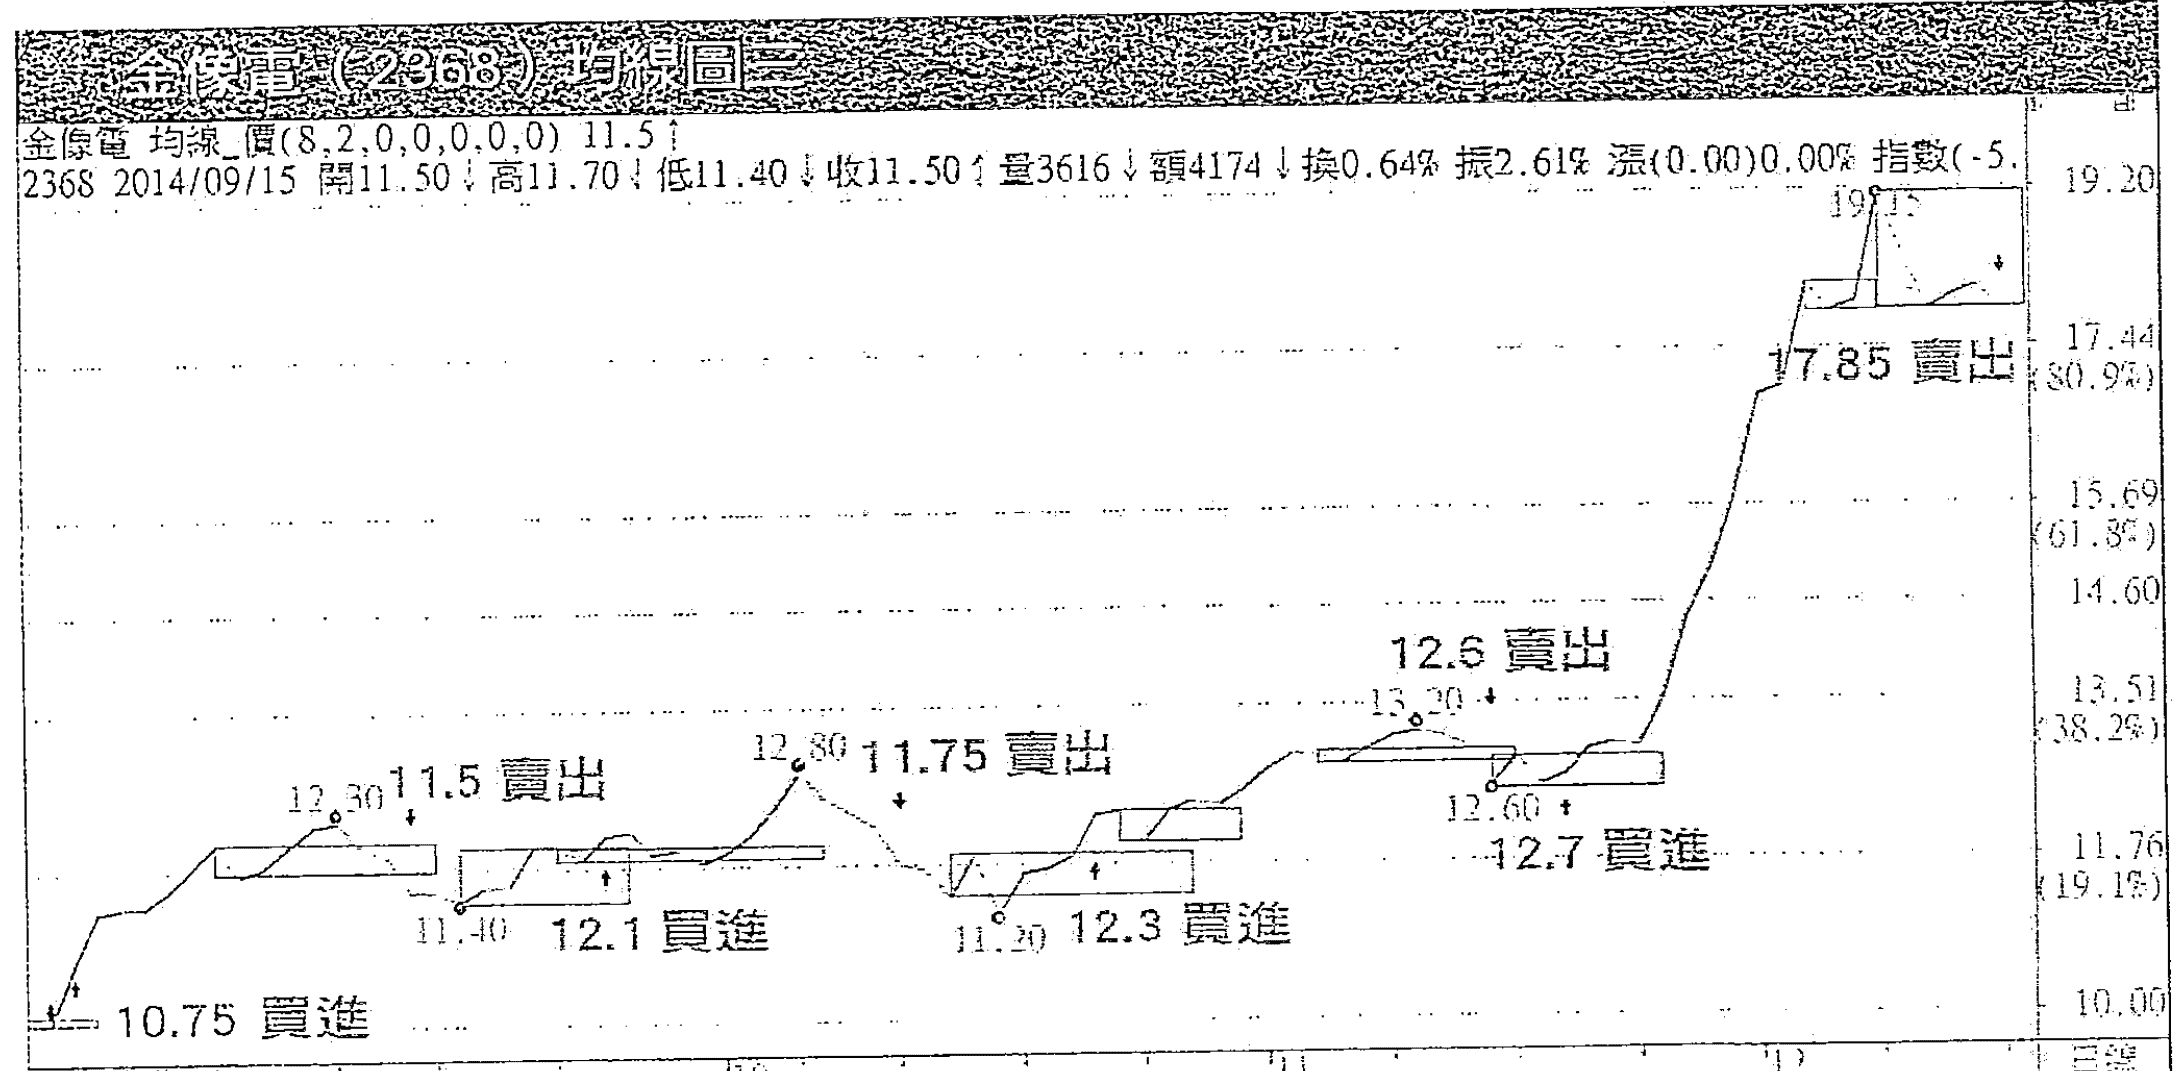 金像電（2368）均線圖三
金像電 均線_價(8,2,0,0,0,0,0) 11.5↑
2368 2014/09/15 開11.50↓高11.70↓低11.40↓收11.50↑量3616↓額4174↓換0.64% 振2.61% 漲(0.00)0.00% 指數(-5.
19.20
19.15
17.44
17.85 賣出
(80.9%)
15.69
(61.8%)
14.60
12.6 賣出
13.51
13.20
(38.2%)
12.80
11.75 賣出
11.5 賣出
12.30
12.60
12.7 買進
11.76
(19.1%)
11.40
12.1 買進
11.20
12.3 買進
10.00
10.75 買進
10
11
12
日線